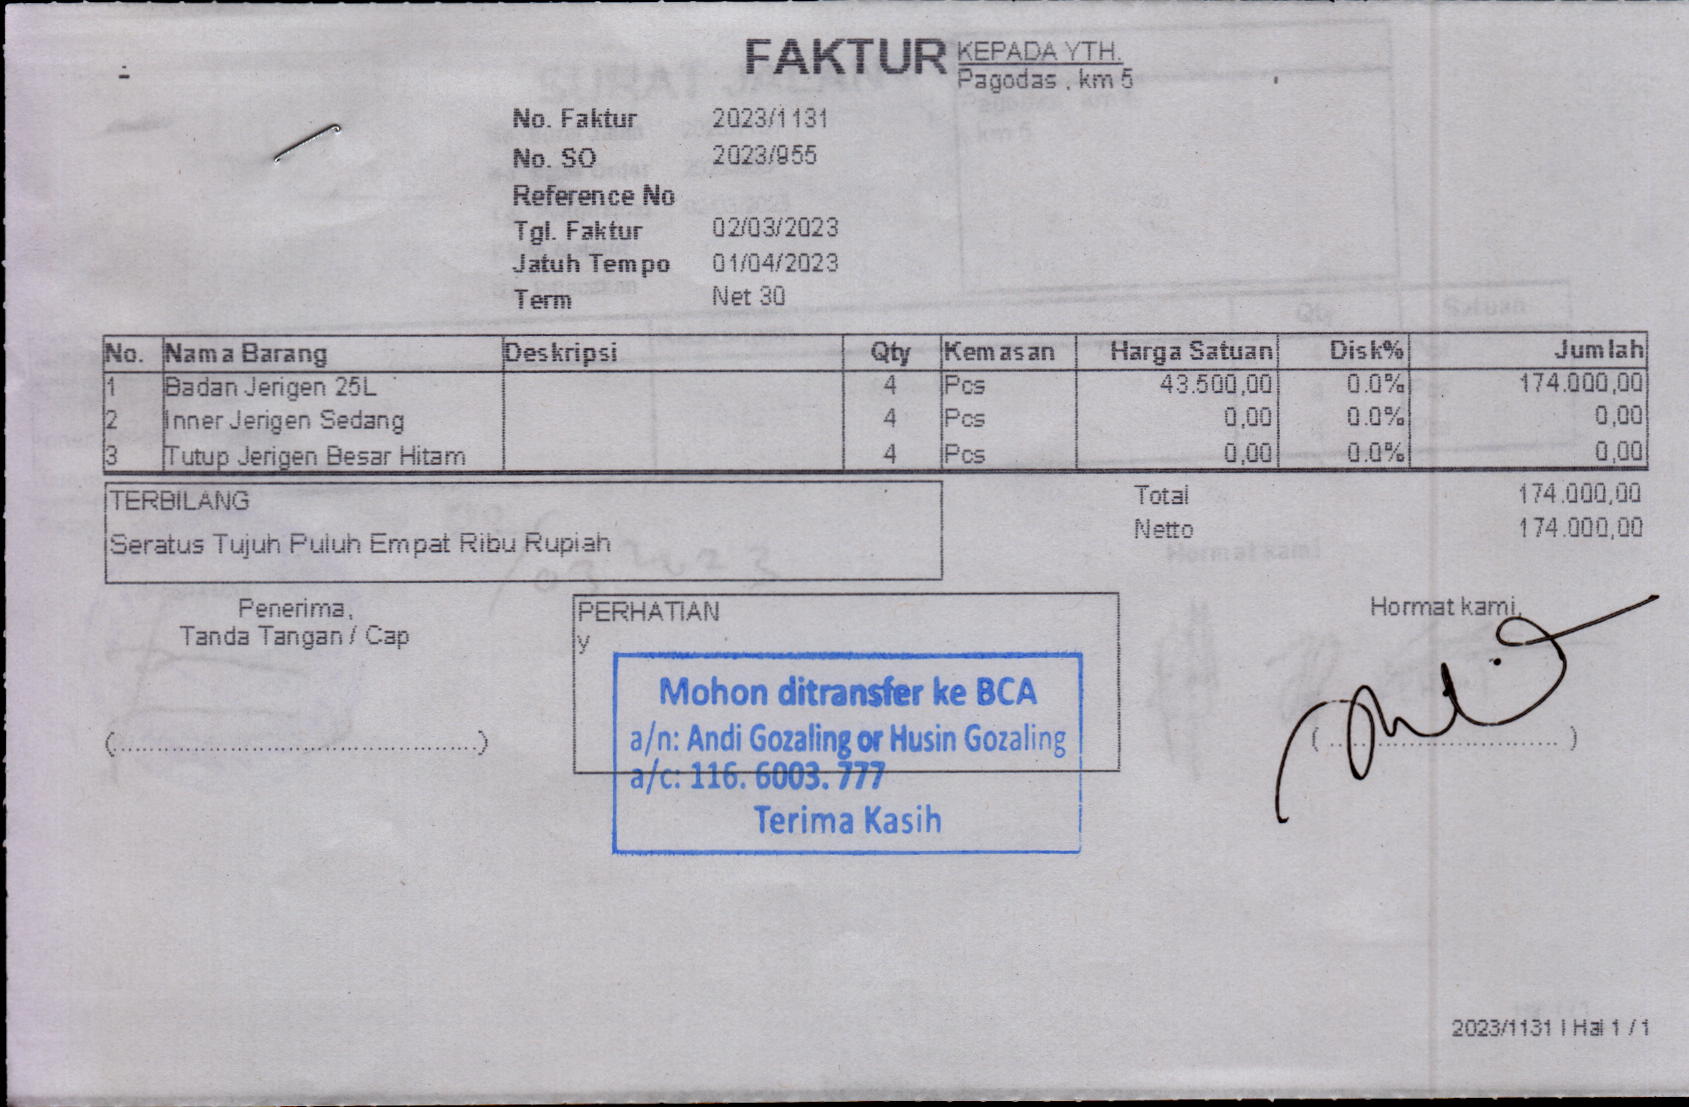 FAKTUR
KEPADA YTH.
Pagodas , km 5
No. Faktur 2023/1131
No. SO 2023/955
Reference No
Tgl. Faktur 02/03/2023
Jatuh Tempo 01/04/2023
Term Net 30
No. Nama Barang Deskripsi Qty Kemasan Harga Satuan Disk% Jumlah
1 Badan Jerigen 25L 4 Pcs 43.500,00 0.0% 174.000,00
2 Inner Jerigen Sedang 4 Pcs 0,00 0.0% 0,00
3 Tutup Jerigen Besar Hitam 4 Pcs 0,00 0.0% 0,00
TERBILANG
Seratus Tujuh Puluh Empat Ribu Rupiah
Total 174.000,00
Netto 174.000,00
Penerima,
Tanda Tangan / Cap
(............................................)
PERHATIAN
y
Mohon ditransfer ke BCA
a/n: Andi Gozaling or Husin Gozaling
a/c: 116. 6003. 777
Terima Kasih
Hormat kami,
(............................)
2023/1131 | Hal 1 / 1